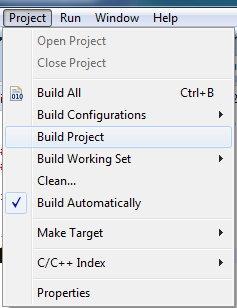 Project Run Window Help
Open Project
Close Project
010 Build All Ctrl+B
Build Configurations
Build Project
Build Working Set
Clean...
Build Automatically
Make Target
C/C++ Index
Properties